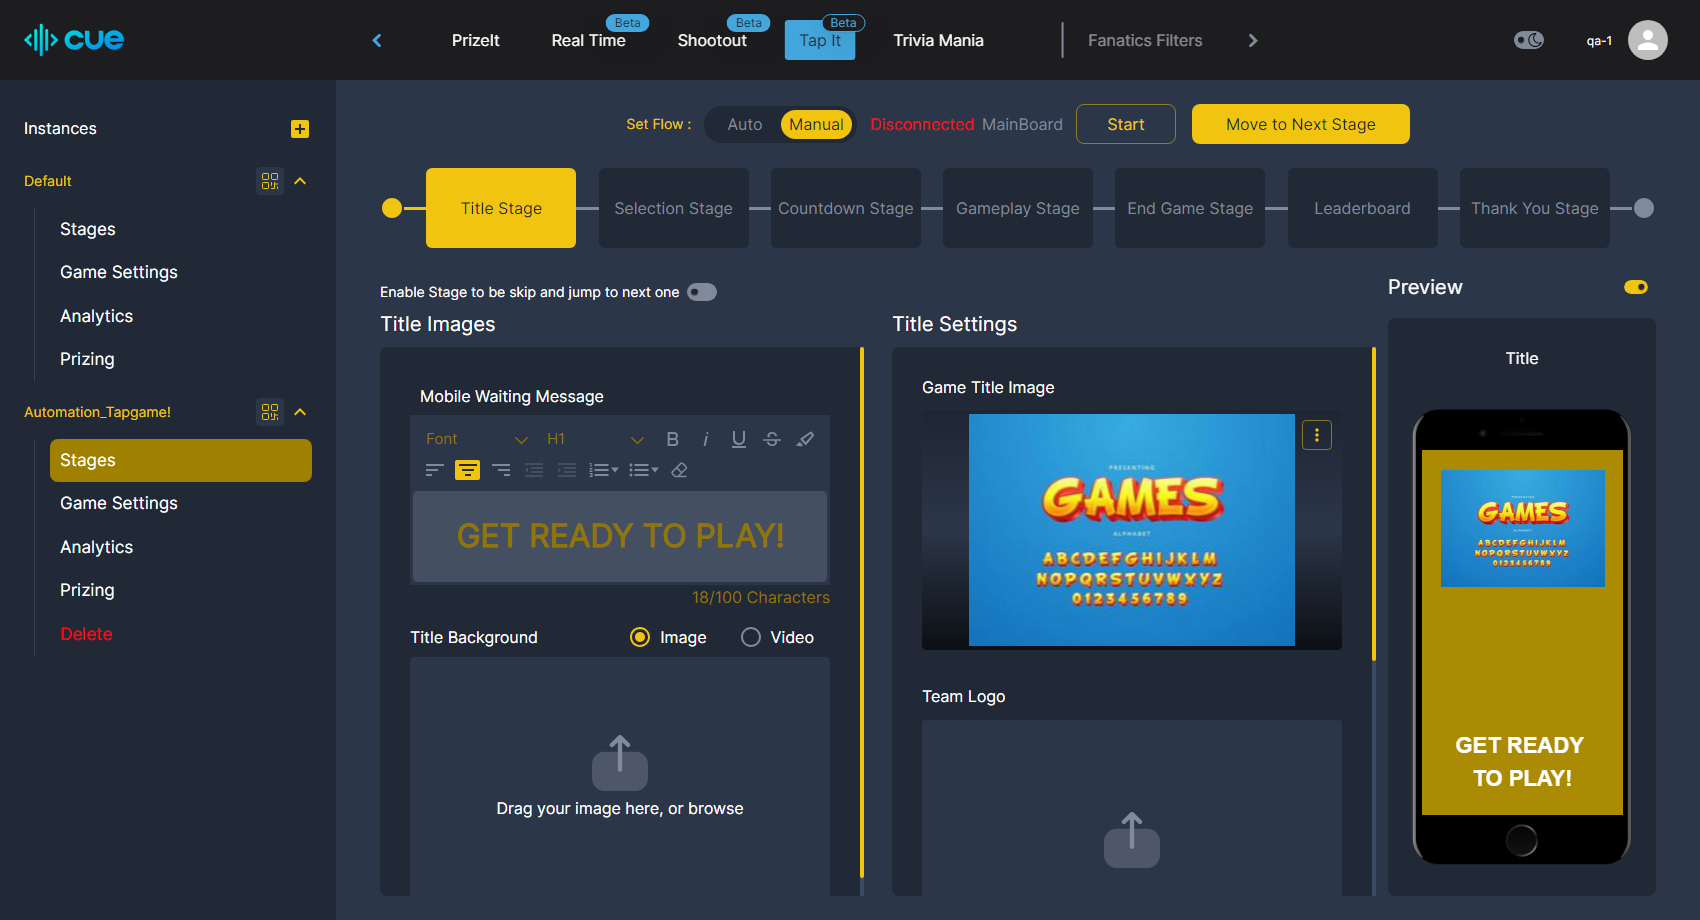 cue
PrizeIt
Real Time
Beta
Shootout
Beta
Tap It
Beta
Trivia Mania
Fanatics Filters
qa-1
Instances
Default
Stages
Game Settings
Analytics
Prizing
Automation_Tapgame!
Stages
Game Settings
Analytics
Prizing
Delete
Set Flow :
Auto
Manual
Disconnected MainBoard
Start
Move to Next Stage
Title Stage
Selection Stage
Countdown Stage
Gameplay Stage
End Game Stage
Leaderboard
Thank You Stage
Enable Stage to be skip and jump to next one
Title Images
Mobile Waiting Message
Font
H1
GET READY TO PLAY!
18/100 Characters
Title Background
Image
Video
Drag your image here, or browse
Title Settings
Game Title Image
PRESENTING
GAMES
ALPHABET
ABCDEFGHIJKLM
NOPQRSTUVWXYZ
0123456789
Team Logo
Preview
Title
PRESENTING
GAMES
ALPHABET
ABCDEFGHIJKLM
NOPQRSTUVWXYZ
0123456789
GET READY
TO PLAY!